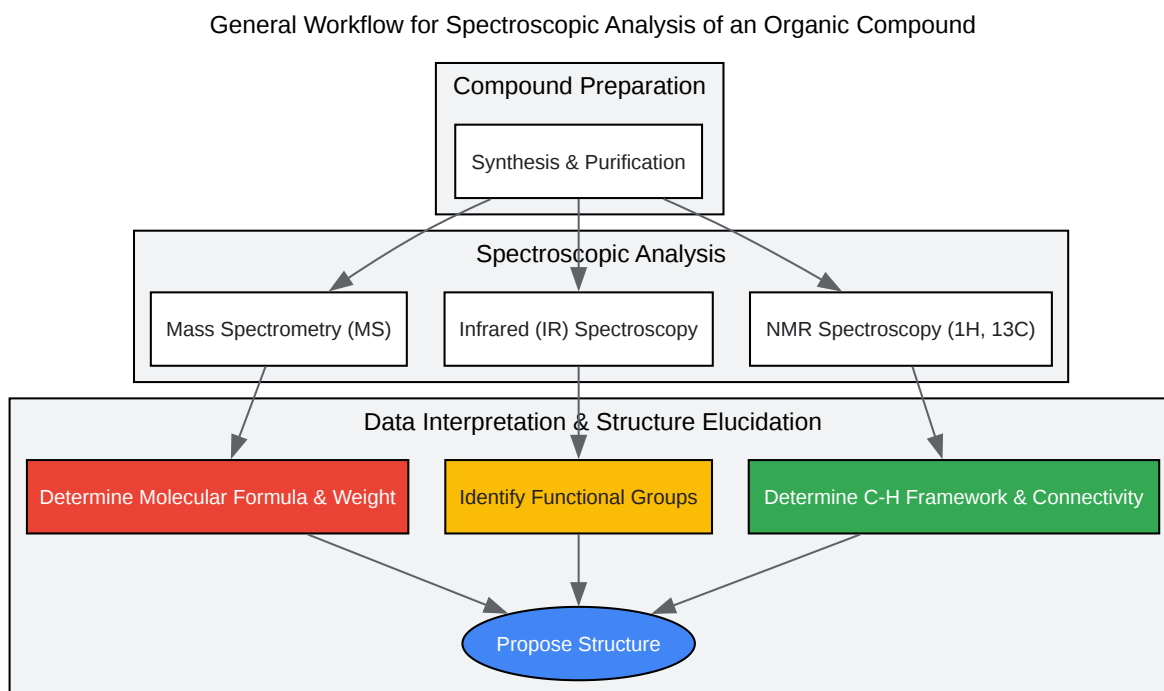 General Workflow for Spectroscopic Analysis of an Organic Compound
Compound Preparation
Synthesis & Purification
Spectroscopic Analysis
Mass Spectrometry (MS)
Infrared (IR) Spectroscopy
NMR Spectroscopy (1H, 13C)
Data Interpretation & Structure Elucidation
Determine Molecular Formula & Weight
Identify Functional Groups
Determine C-H Framework & Connectivity
Propose Structure